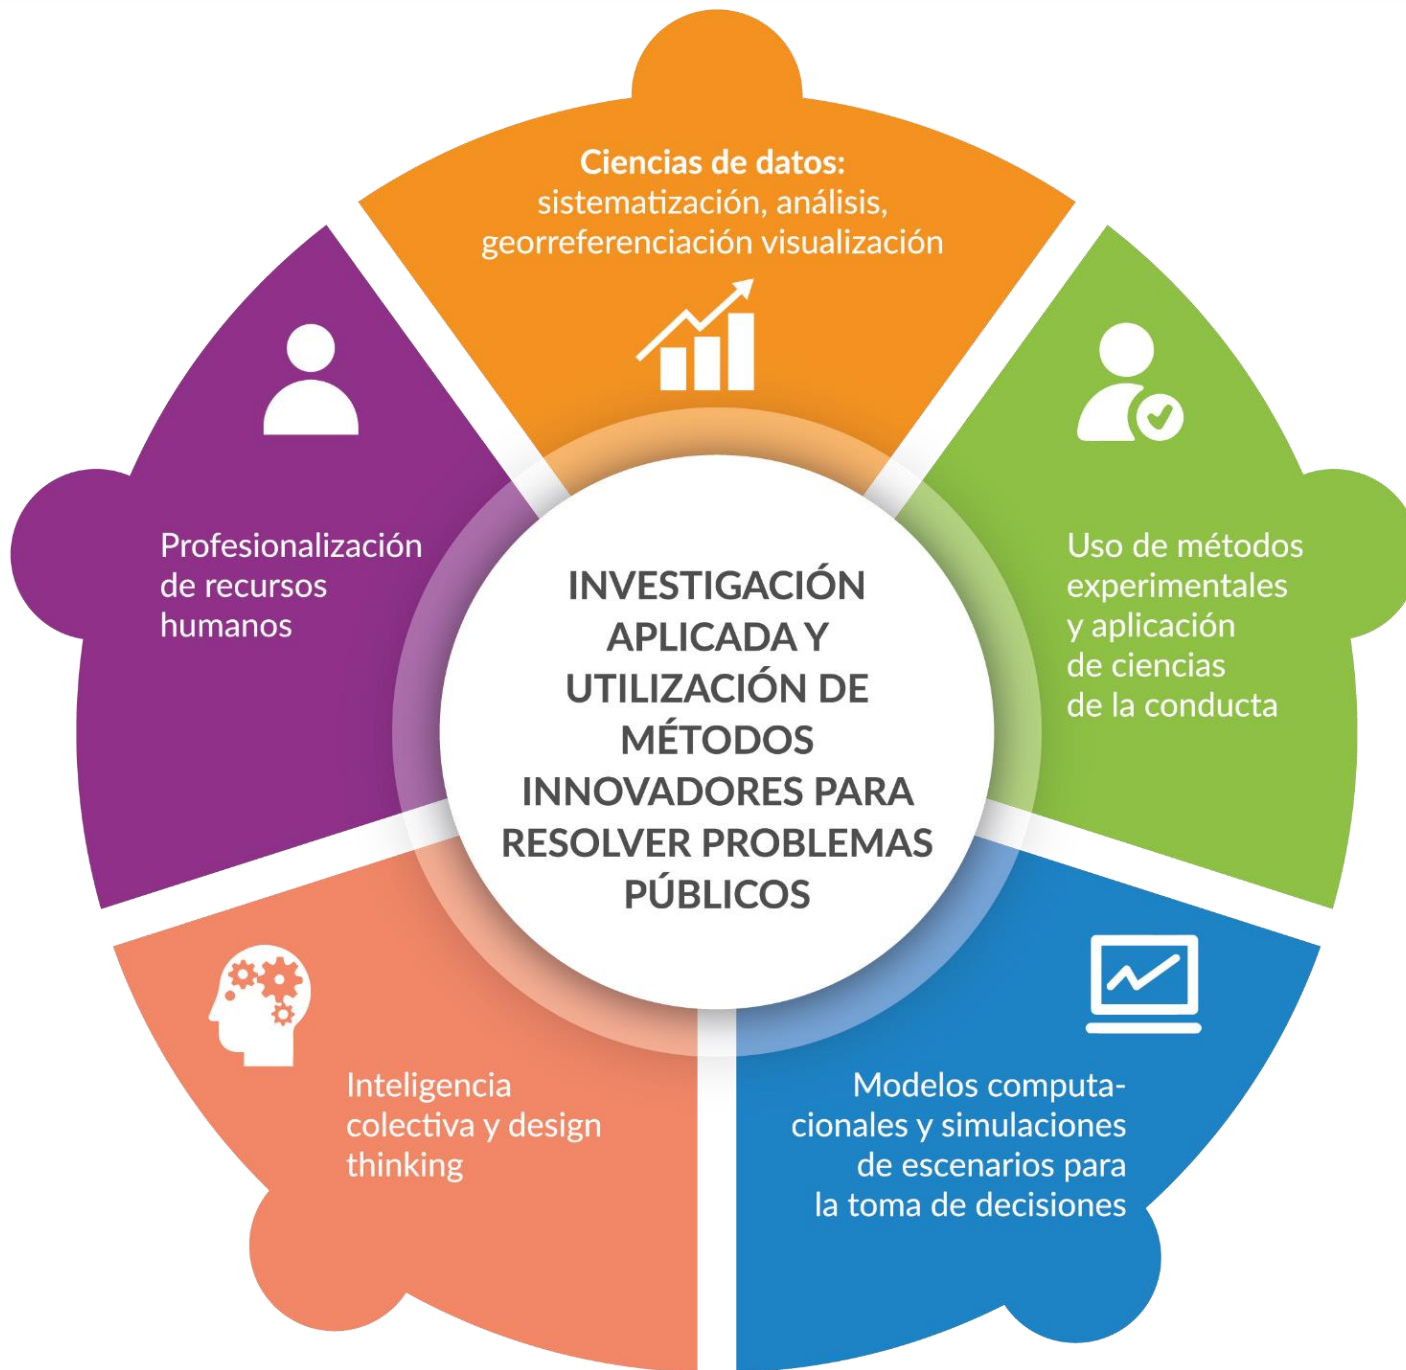 Ciencias de datos:
sistematización, análisis,
georreferenciación visualización
Profesionalización
de recursos
humanos
Uso de métodos
experimentales
y aplicación
de ciencias
de la conducta
INVESTIGACIÓN
APLICADA Y
UTILIZACIÓN DE
MÉTODOS
INNOVADORES PARA
RESOLVER PROBLEMAS
PÚBLICOS
Inteligencia
colectiva y design
thinking
Modelos computa-
cionales y simulaciones
de escenarios para
la toma de decisiones